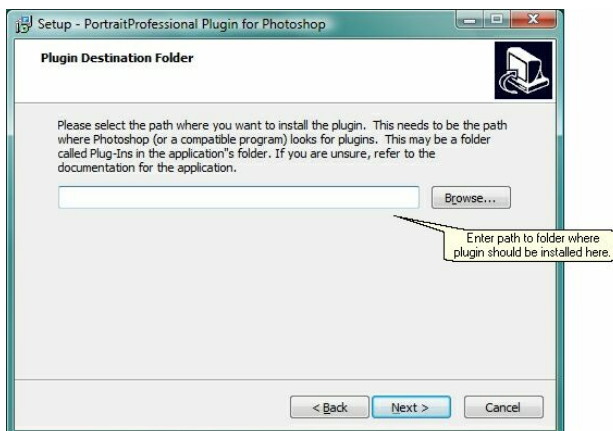 Setup - PortraitProfessional Plugin for Photoshop
Plugin Destination Folder
Please select the path where you want to install the plugin. This needs to be the path
where Photoshop (or a compatible program) looks for plugins. This may be a folder
called Plug-Ins in the application"s folder. If you are unsure, refer to the
documentation for the application.
Browse...
Enter path to folder where
plugin should be installed here.
< Back
Next >
Cancel